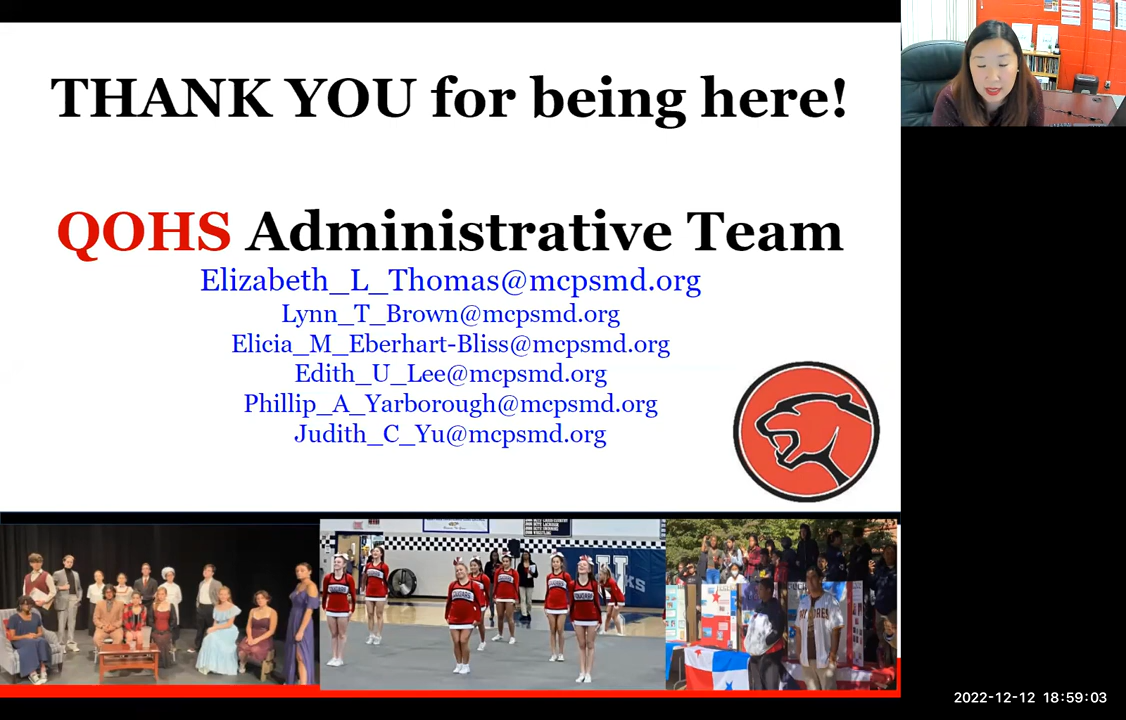 THANK YOU for being here!
QOHS Administrative Team
Elizabeth_L_Thomas@mcpsmd.org
Lynn_T_Brown@mcpsmd.org
Elicia_M_Eberhart-Bliss@mcpsmd.org
Edith_U_Lee@mcpsmd.org
Phillip_A_Yarborough@mcpsmd.org
Judith_C_Yu@mcpsmd.org
2022-12-12 18:59:03